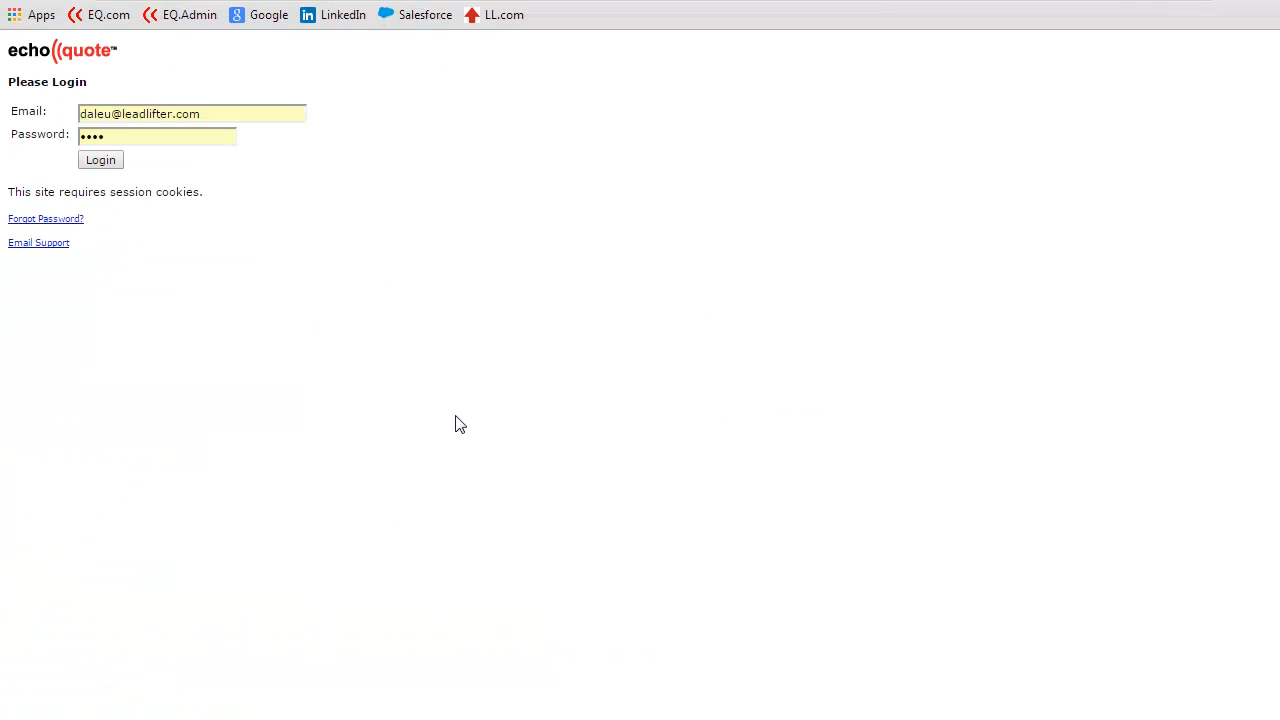 Apps EQ.com EQ.Admin Google LinkedIn Salesforce LL.com
echo((quote™
Please Login
Email: daleu@leadlifter.com
Password: ••••
Login
This site requires session cookies.
Forgot Password?
Email Support